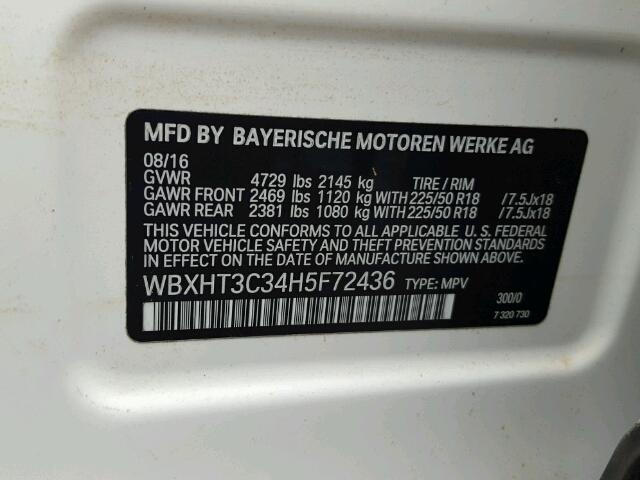 MFD BY BAYERISCHE MOTOREN WERKE AG
08/16
GVWR 4729 lbs 2145 kg TIRE / RIM
GAWR FRONT 2469 lbs 1120 kg WITH 225/50 R18 / 7.5Jx18
GAWR REAR 2381 lbs 1080 kg WITH 225/50 R18 / 7.5Jx18
THIS VEHICLE CONFORMS TO ALL APPLICABLE U. S. FEDERAL
MOTOR VEHICLE SAFETY AND THEFT PREVENTION STANDARDS
IN EFFECT ON THE DATE OF MANUFACTURE SHOWN ABOVE.
WBXHT3C34H5F72436 TYPE: MPV
300/0
7 320 730